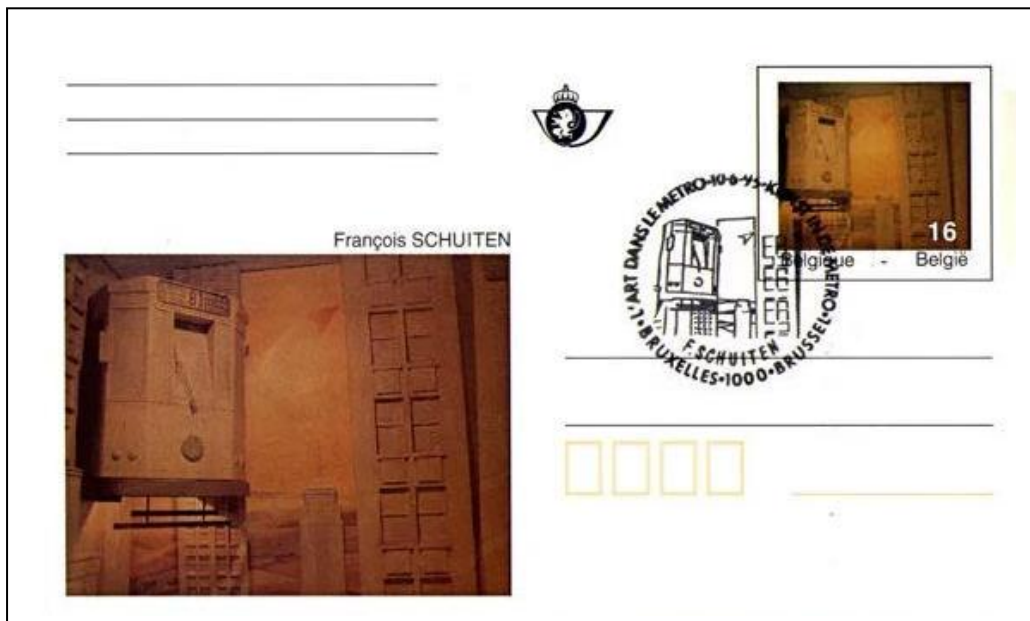 François SCHUITEN
16
Belgique - België
L'ART DANS LE METRO·10·6·95·KUNST IN DE METRO·
F. SCHUITEN
·BRUXELLES·1000·BRUSSEL·
81